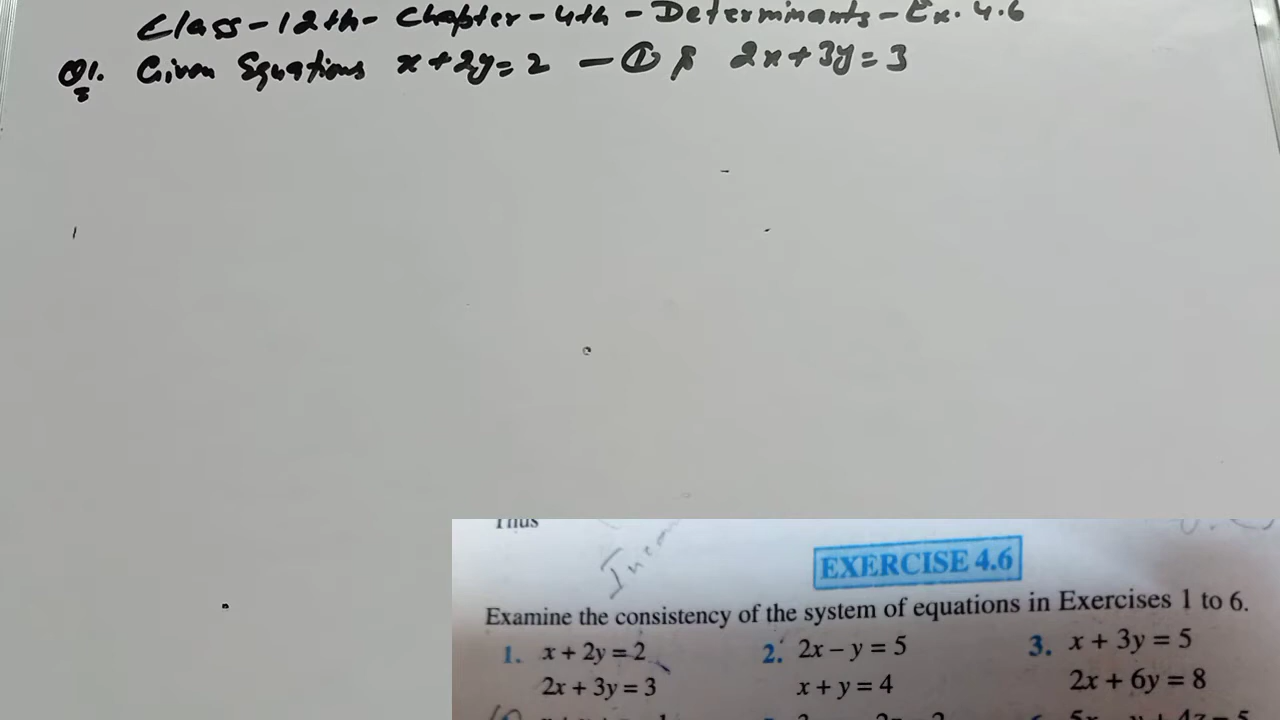 Class-12th- Chapter-4th-Determinants-Ex. 4.6
Q1. Given Equations x+2y=2 — ① & 2x+3y=3
Thus
EXERCISE 4.6
Examine the consistency of the system of equations in Exercises 1 to 6.
1. x + 2y = 2 2. 2x – y = 5 3. x + 3y = 5
2x + 3y = 3 x + y = 4 2x + 6y = 8